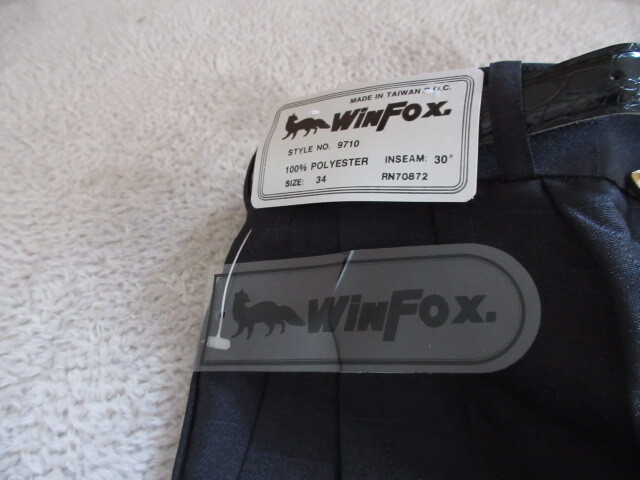 MADE IN TAIWAN R.O.C.
WINFOX.
STYLE NO. 9710
100% POLYESTER INSEAM: 30"
SIZE: 34 RN70872
WINFOX.